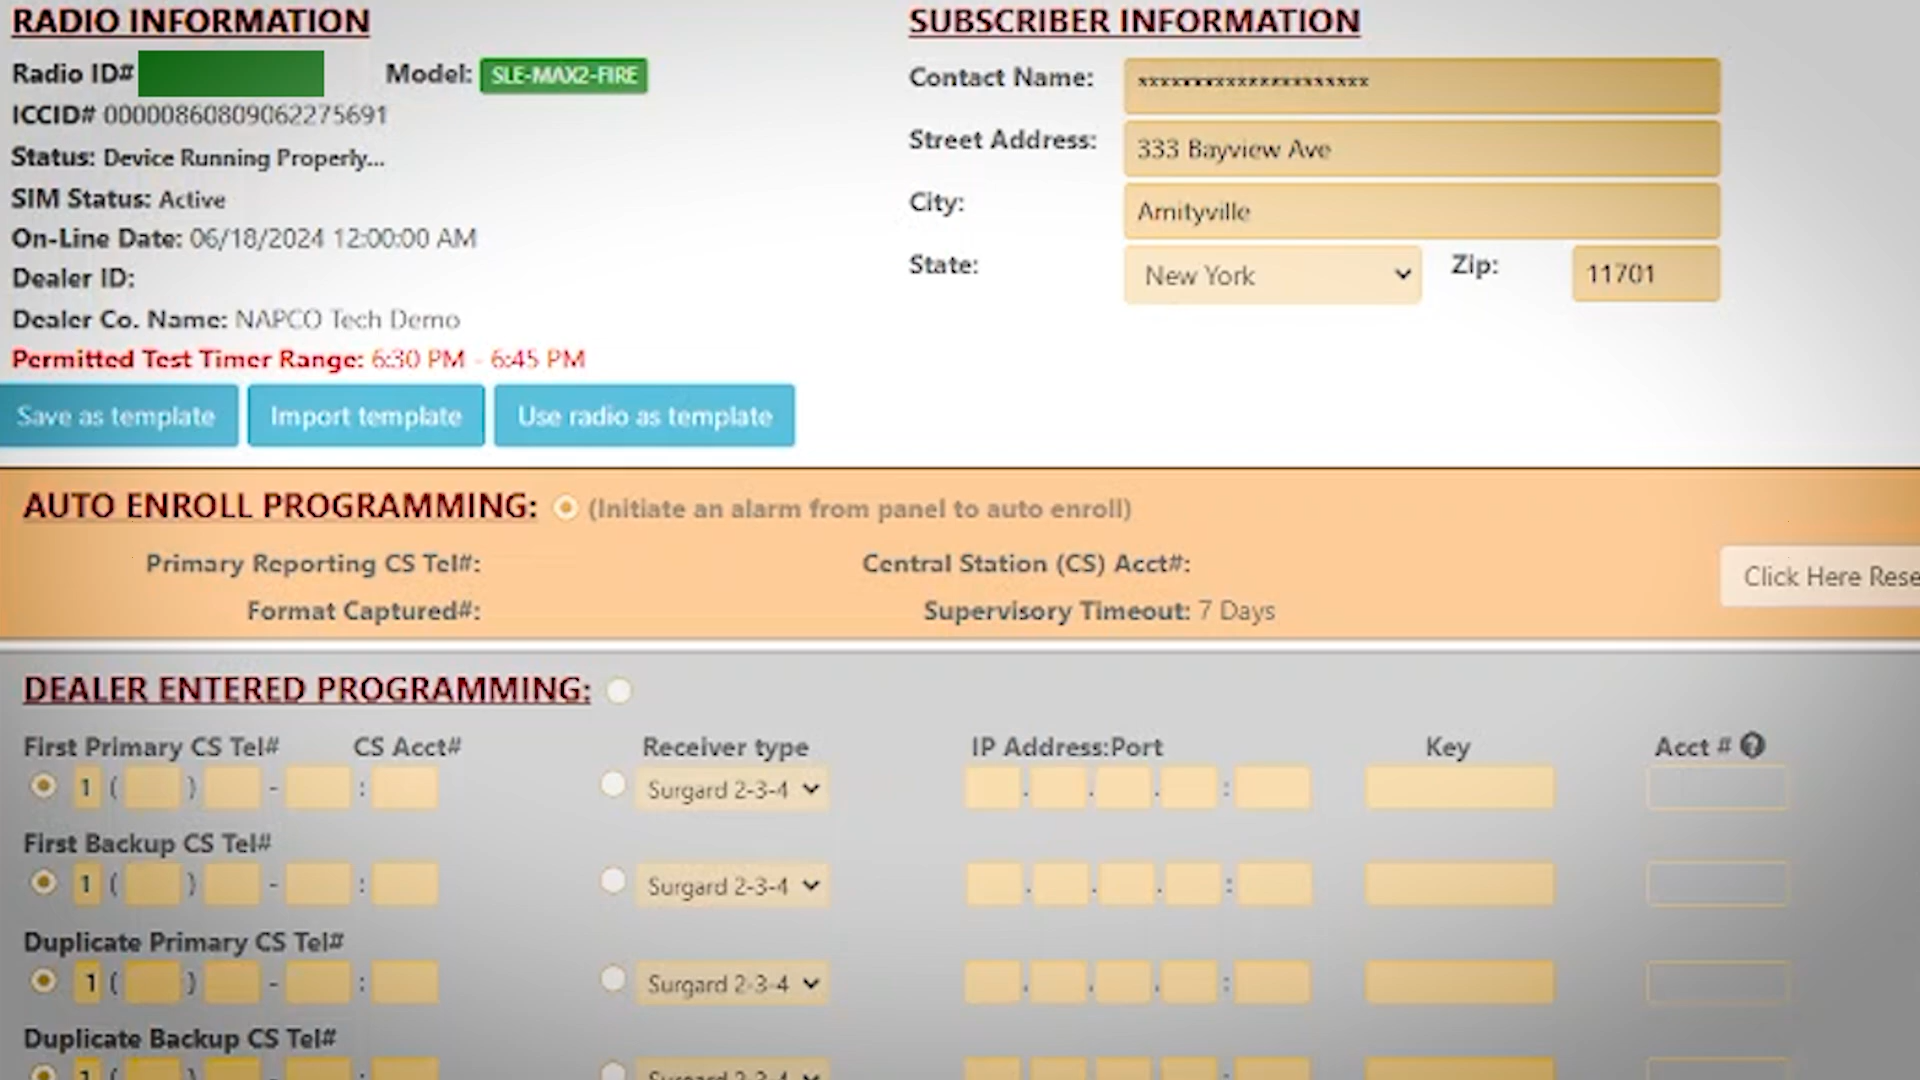 RADIO INFORMATION
Radio ID#
Model: SLE-MAX2-FIRE
ICCID# 00000860809062275691
Status: Device Running Properly...
SIM Status: Active
On-Line Date: 06/18/2024 12:00:00 AM
Dealer ID:
Dealer Co. Name: NAPCO Tech Demo
Permitted Test Timer Range: 6:30 PM - 6:45 PM
Save as template Import template Use radio as template
SUBSCRIBER INFORMATION
Contact Name: xxxxxxxxxxxxxxxxxxxxx
Street Address: 333 Bayview Ave
City: Amityville
State: New York Zip: 11701
AUTO ENROLL PROGRAMMING: (Initiate an alarm from panel to auto enroll)
Primary Reporting CS Tel#: Central Station (CS) Acct#:
Click Here Rese
Format Captured#: Supervisory Timeout: 7 Days
DEALER ENTERED PROGRAMMING:
First Primary CS Tel# CS Acct# Receiver type IP Address:Port Key Acct # ?
1 ( ) - : Surgard 2-3-4 . . . :
First Backup CS Tel#
1 ( ) - : Surgard 2-3-4 . . . :
Duplicate Primary CS Tel#
1 ( ) - : Surgard 2-3-4 . . . :
Duplicate Backup CS Tel#
1 Surgard 2-3-4